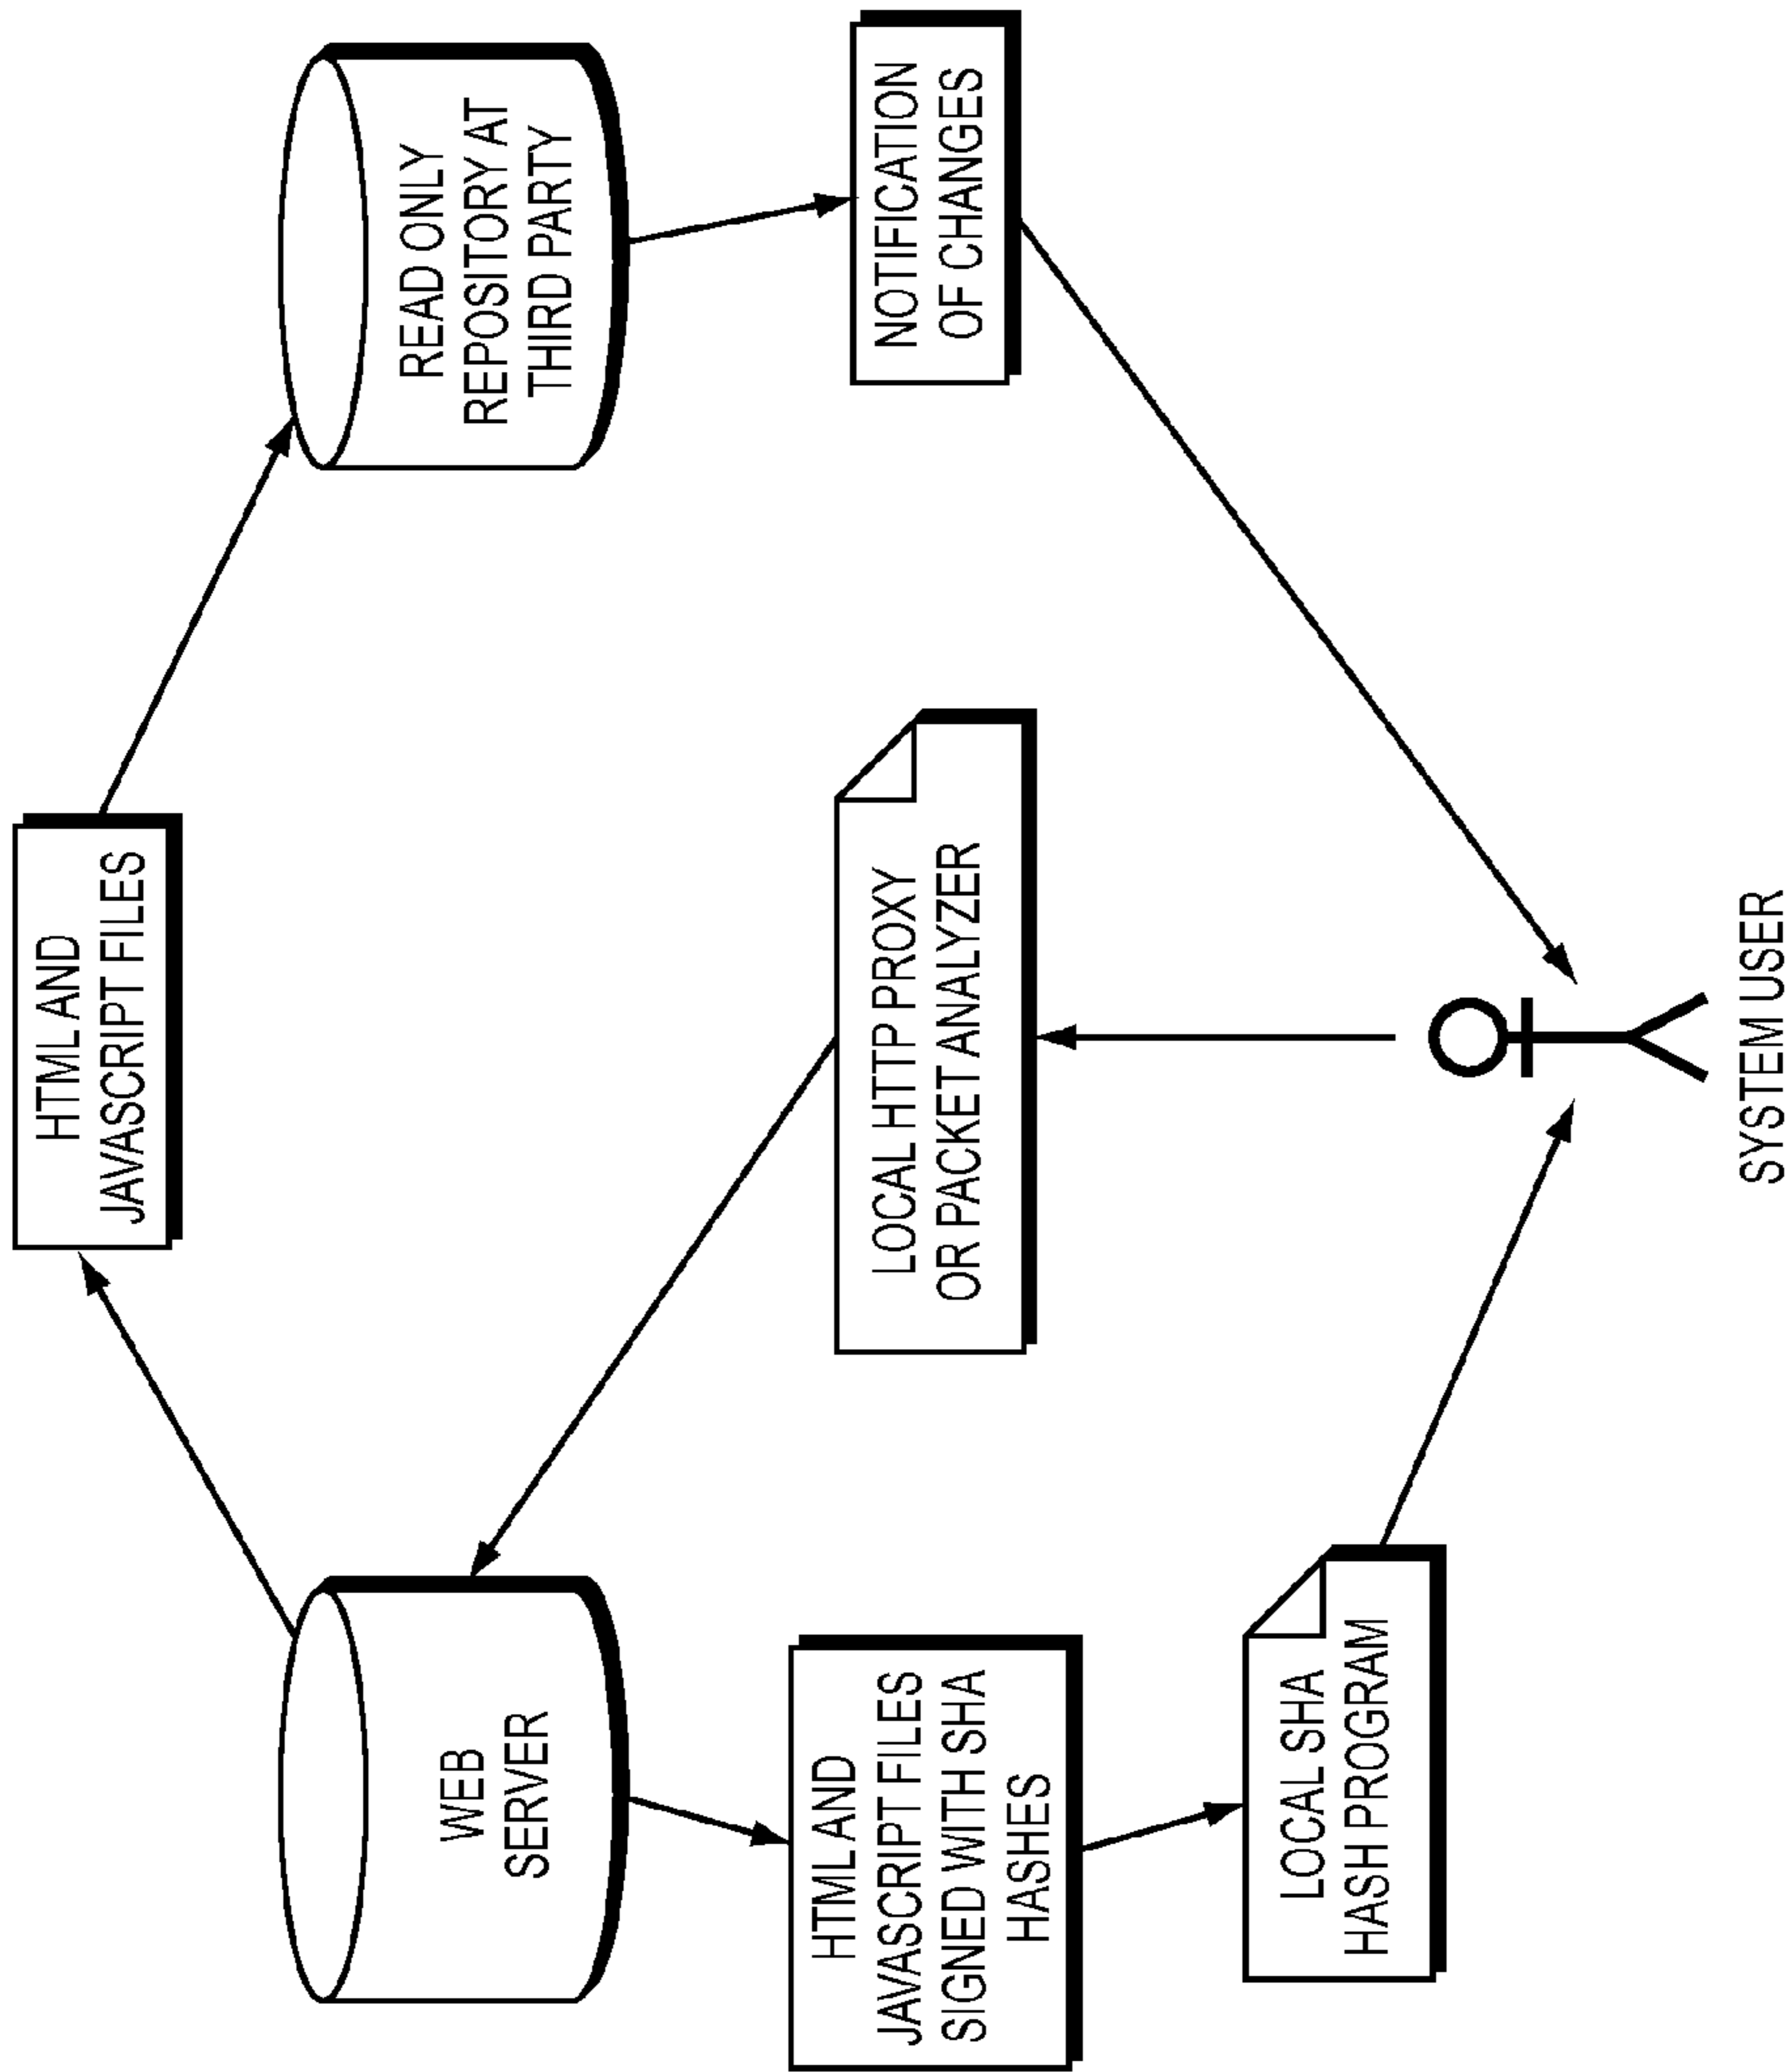 HTML AND
JAVASCRIPT FILES
WEB
SERVER
READ ONLY
REPOSITORY AT
THIRD PARTY
HTML AND
JAVASCRIPT FILES
SIGNED WITH SHA
HASHES
LOCAL HTTP PROXY
OR PACKET ANALYZER
NOTIFICATION
OF CHANGES
LOCAL SHA
HASH PROGRAM
SYSTEM USER